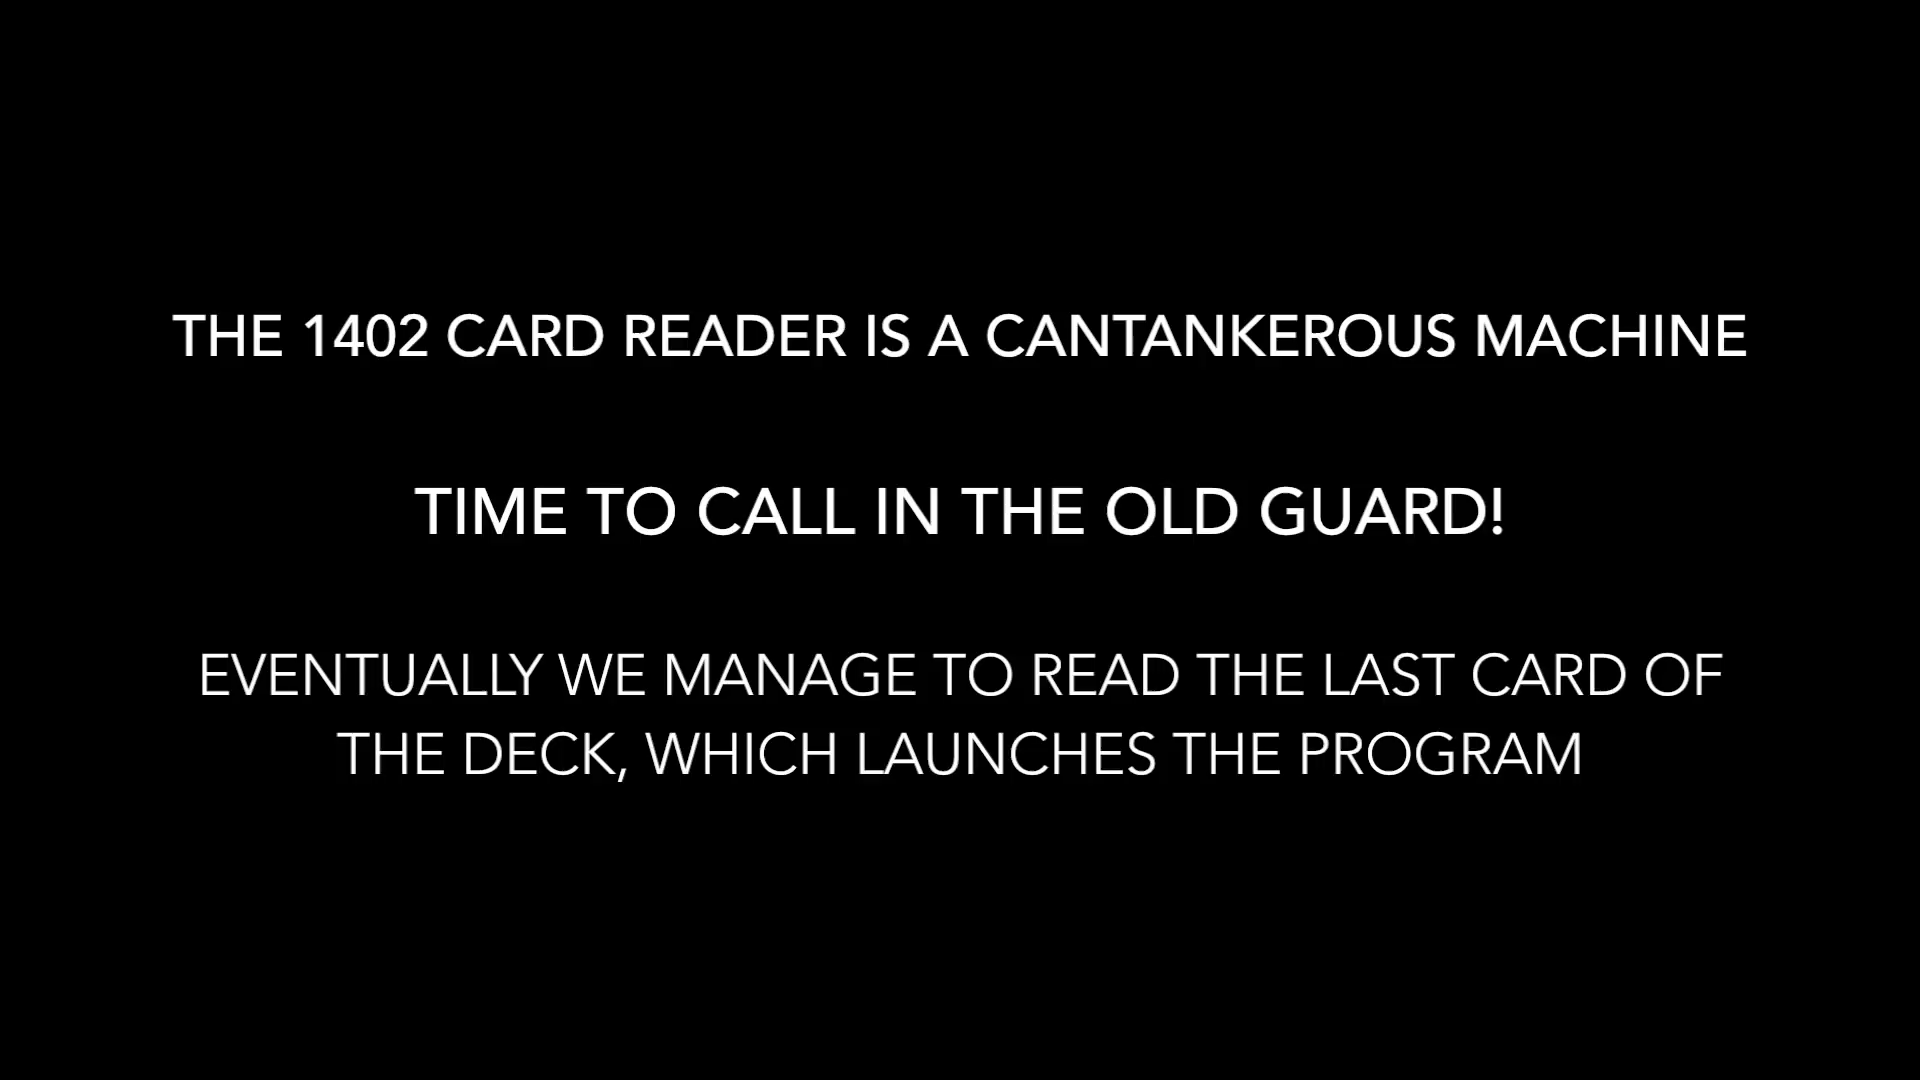 THE 1402 CARD READER IS A CANTANKEROUS MACHINE
TIME TO CALL IN THE OLD GUARD!
EVENTUALLY WE MANAGE TO READ THE LAST CARD OF
THE DECK, WHICH LAUNCHES THE PROGRAM